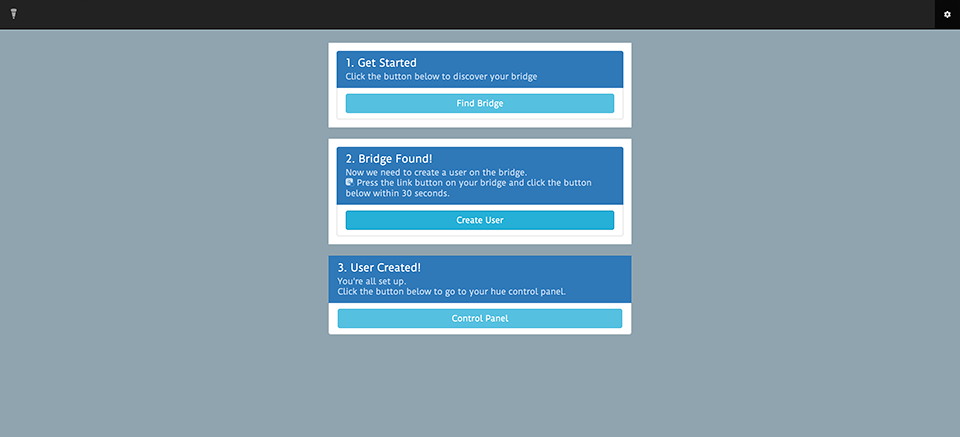 1. Get Started
Click the button below to discover your bridge
Find Bridge
2. Bridge Found!
Now we need to create a user on the bridge.
Press the link button on your bridge and click the button
below within 30 seconds.
Create User
3. User Created!
You're all set up.
Click the button below to go to your hue control panel.
Control Panel